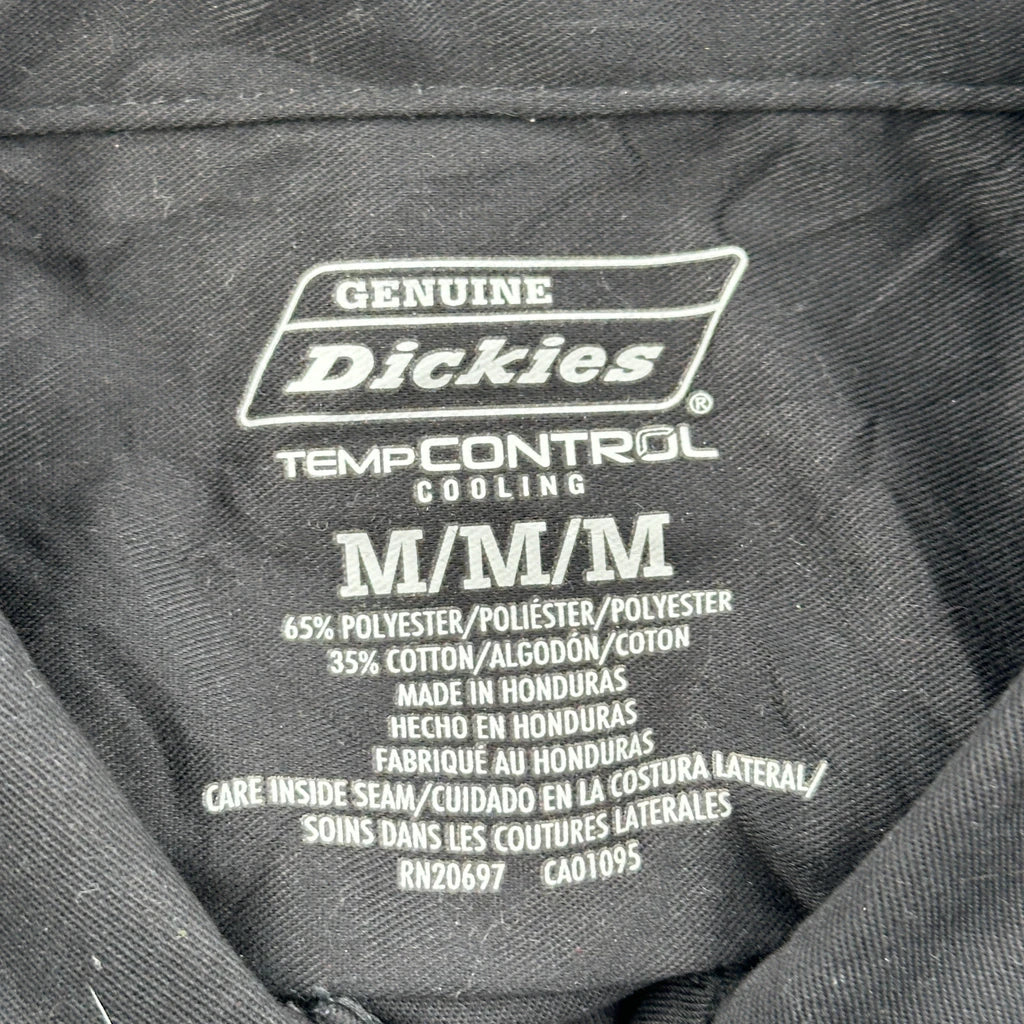 GENUINE
Dickies®
TEMPCONTROL
COOLING
M/M/M
65% POLYESTER/POLIÉSTER/POLYESTER
35% COTTON/ALGODÓN/COTON
MADE IN HONDURAS
HECHO EN HONDURAS
FABRIQUÉ AU HONDURAS
CARE INSIDE SEAM/CUIDADO EN LA COSTURA LATERAL/
SOINS DANS LES COUTURES LATERALES
RN20697 CA01095